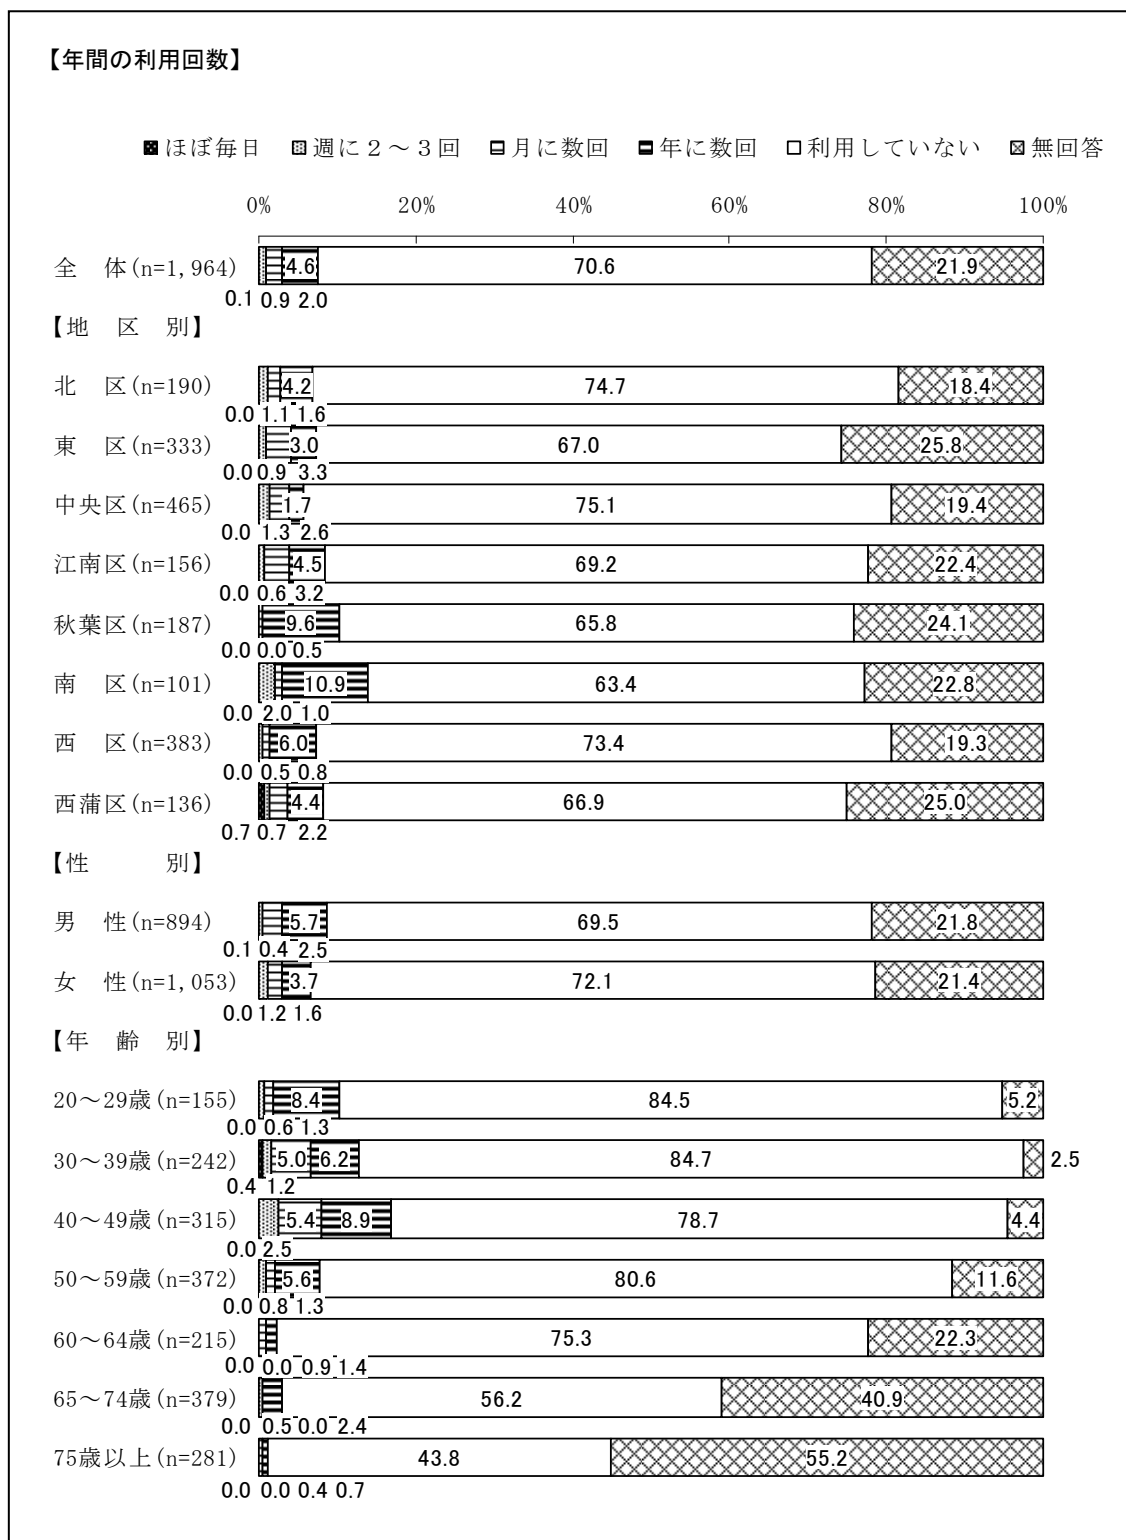 【年間の利用回数】
ほぼ毎日 週に２～３回 月に数回 年に数回 利用していない 無回答
0% 20% 40% 60% 80% 100%
全　体(n=1,964) 4.6 70.6 21.9
0.1 0.9 2.0
【地　区　別】
北　区(n=190) 4.2 74.7 18.4
0.0 1.1 1.6
東　区(n=333) 3.0 67.0 25.8
0.0 0.9 3.3
中央区(n=465) 1.7 75.1 19.4
0.0 1.3 2.6
江南区(n=156) 4.5 69.2 22.4
0.0 0.6 3.2
秋葉区(n=187) 9.6 65.8 24.1
0.0 0.0 0.5
南　区(n=101) 10.9 63.4 22.8
0.0 2.0 1.0
西　区(n=383) 6.0 73.4 19.3
0.0 0.5 0.8
西蒲区(n=136) 4.4 66.9 25.0
0.7 0.7 2.2
【性　　　別】
男　性(n=894) 5.7 69.5 21.8
0.1 0.4 2.5
女　性(n=1,053) 3.7 72.1 21.4
0.0 1.2 1.6
【年　齢　別】
20～29歳(n=155) 8.4 84.5 5.2
0.0 0.6 1.3
30～39歳(n=242) 5.0 6.2 84.7 2.5
0.4 1.2
40～49歳(n=315) 5.4 8.9 78.7 4.4
0.0 2.5
50～59歳(n=372) 5.6 80.6 11.6
0.0 0.8 1.3
60～64歳(n=215) 75.3 22.3
0.0 0.0 0.9 1.4
65～74歳(n=379) 56.2 40.9
0.0 0.5 0.0 2.4
75歳以上(n=281) 43.8 55.2
0.0 0.0 0.4 0.7